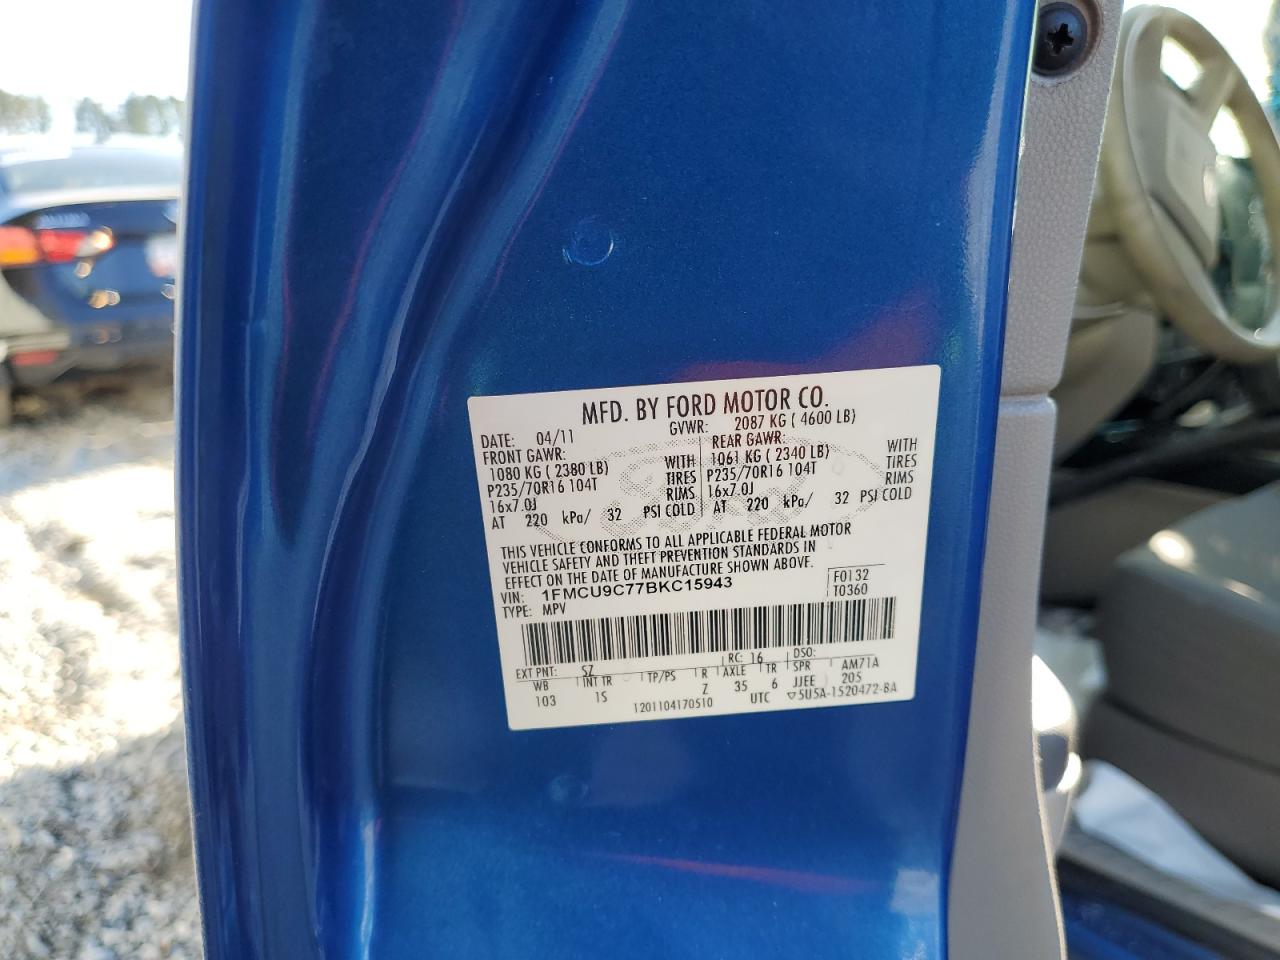 MFD. BY FORD MOTOR CO.
DATE: 04/11 GVWR: 2087 KG ( 4600 LB)
FRONT GAWR: REAR GAWR:
1080 KG ( 2380 LB) WITH 1061 KG ( 2340 LB) WITH
P235/70R16 104T TIRES P235/70R16 104T TIRES
16x7.0J RIMS 16x7.0J RIMS
AT 220 kPa/ 32 PSI COLD AT 220 kPa/ 32 PSI COLD
THIS VEHICLE CONFORMS TO ALL APPLICABLE FEDERAL MOTOR
VEHICLE SAFETY AND THEFT PREVENTION STANDARDS IN
EFFECT ON THE DATE OF MANUFACTURE SHOWN ABOVE.
VIN: 1FMCU9C77BKC15943 F0132
TYPE: MPV T0360
EXT PNT: SZ RC: 16 DSO:
WB INT TR TP/PS R AXLE TR SPR AM71A
103 1S Z 35 6 JJEE 205
1201104170510 UTC ▽5U5A-1520472-BA